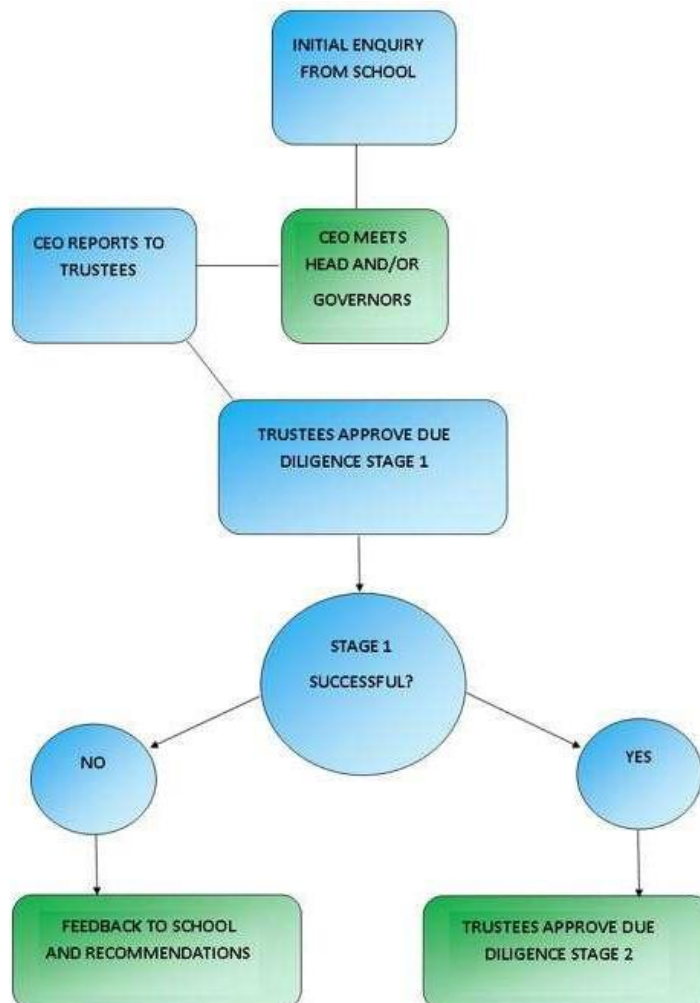 INITIAL ENQUIRY
FROM SCHOOL
CEO REPORTS TO
TRUSTEES
CEO MEETS
HEAD AND/OR
GOVERNORS
TRUSTEES APPROVE DUE
DILIGENCE STAGE 1
STAGE 1
SUCCESSFUL?
NO
YES
FEEDBACK TO SCHOOL
AND RECOMMENDATIONS
TRUSTEES APPROVE DUE
DILIGENCE STAGE 2